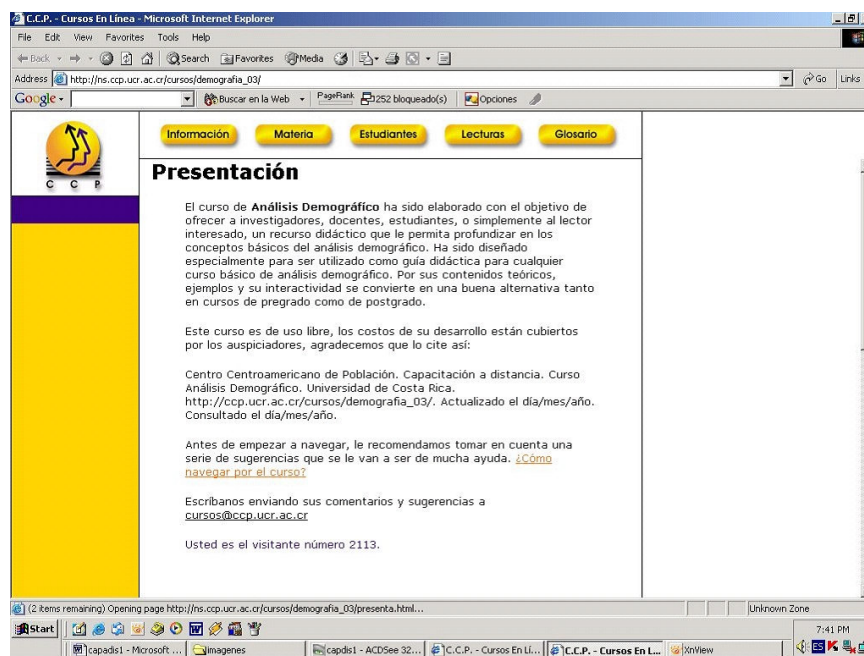 C.C.P. - Cursos En Línea - Microsoft Internet Explorer
File Edit View Favorites Tools Help
Back Search Favorites Media
Address http://ns.ccp.ucr.ac.cr/cursos/demografia_03/ Go Links
Google Buscar en la Web PageRank 252 bloqueado(s) Opciones
Información Materia Estudiantes Lecturas Glosario
C C P
Presentación
El curso de Análisis Demográfico ha sido elaborado con el objetivo de
ofrecer a investigadores, docentes, estudiantes, o simplemente al lector
interesado, un recurso didáctico que le permita profundizar en los
conceptos básicos del análisis demográfico. Ha sido diseñado
especialmente para ser utilizado como guía didáctica para cualquier
curso básico de análisis demográfico. Por sus contenidos teóricos,
ejemplos y su interactividad se convierte en una buena alternativa tanto
en cursos de pregrado como de postgrado.
Este curso es de uso libre, los costos de su desarrollo están cubiertos
por los auspiciadores, agradecemos que lo cite así:
Centro Centroamericano de Población. Capacitación a distancia. Curso
Análisis Demográfico. Universidad de Costa Rica.
http://ccp.ucr.ac.cr/cursos/demografia_03/. Actualizado el día/mes/año.
Consultado el día/mes/año.
Antes de empezar a navegar, le recomendamos tomar en cuenta una
serie de sugerencias que se le van a ser de mucha ayuda. ¿Cómo
navegar por el curso?
Escríbanos enviando sus comentarios y sugerencias a
cursos@ccp.ucr.ac.cr
Usted es el visitante número 2113.
(2 items remaining) Opening page http://ns.ccp.ucr.ac.cr/cursos/demografia_03/presenta.html... Unknown Zone
Start 7:41 PM
capadis1 - Microsoft ... imagenes capdis1 - ACDSee 32... C.C.P. - Cursos En Lí... C.C.P. - Cursos En L... XnView ES